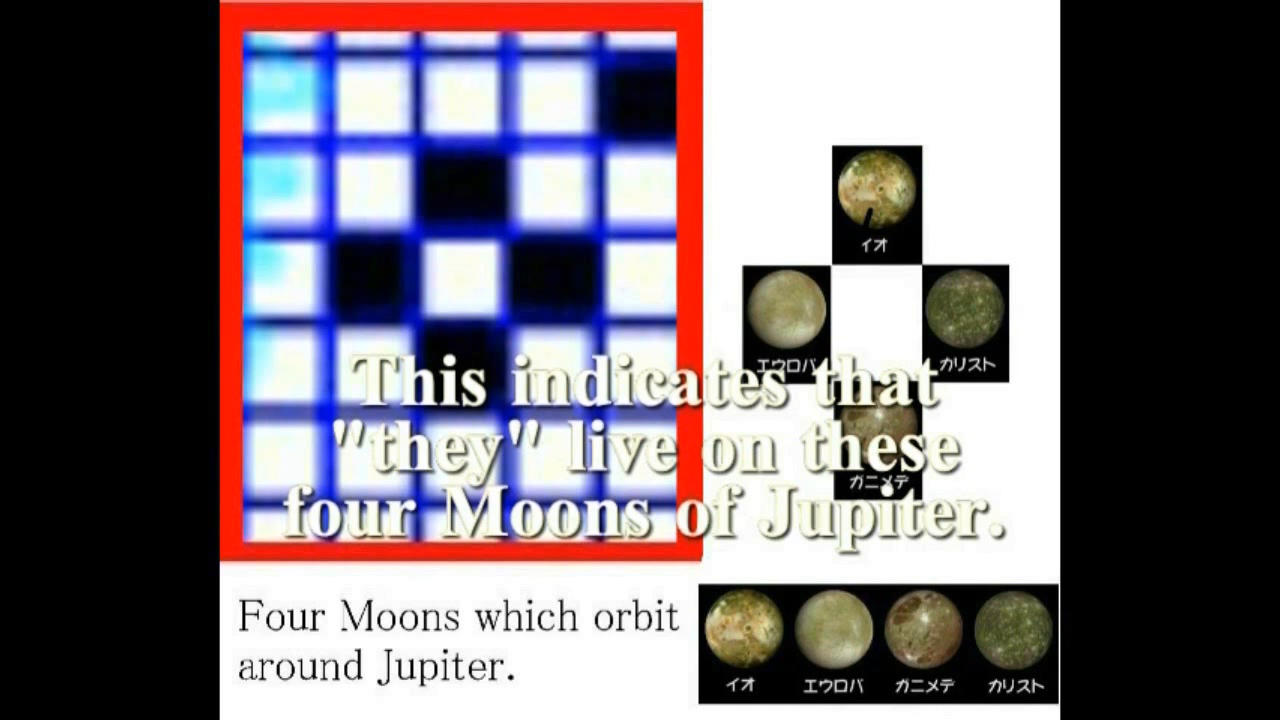 イオ
エウロパ
カリスト
ガニメデ
This indicates that
"they" live on these
four Moons of Jupiter.
Four Moons which orbit
around Jupiter.
イオ エウロパ ガニメデ カリスト